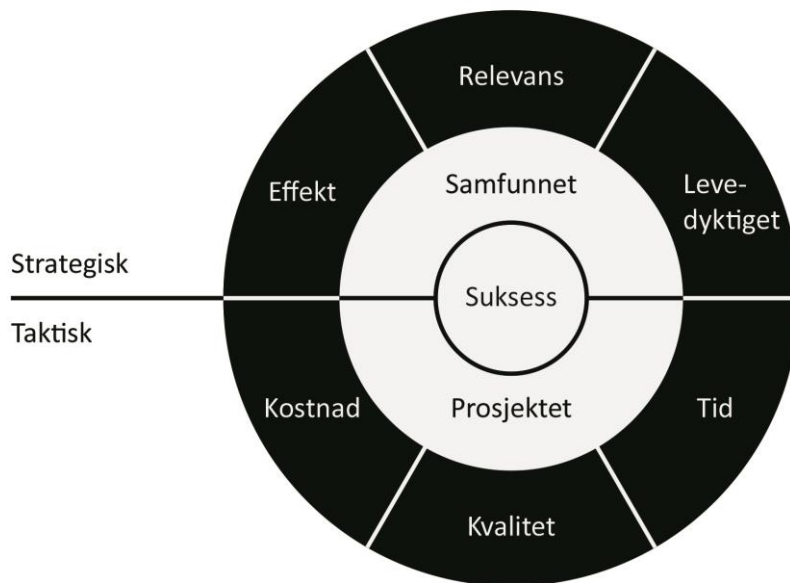 Relevans
Effekt
Samfunnet
Leve-
dyktiget
Strategisk
Suksess
Taktisk
Kostnad
Prosjektet
Tid
Kvalitet